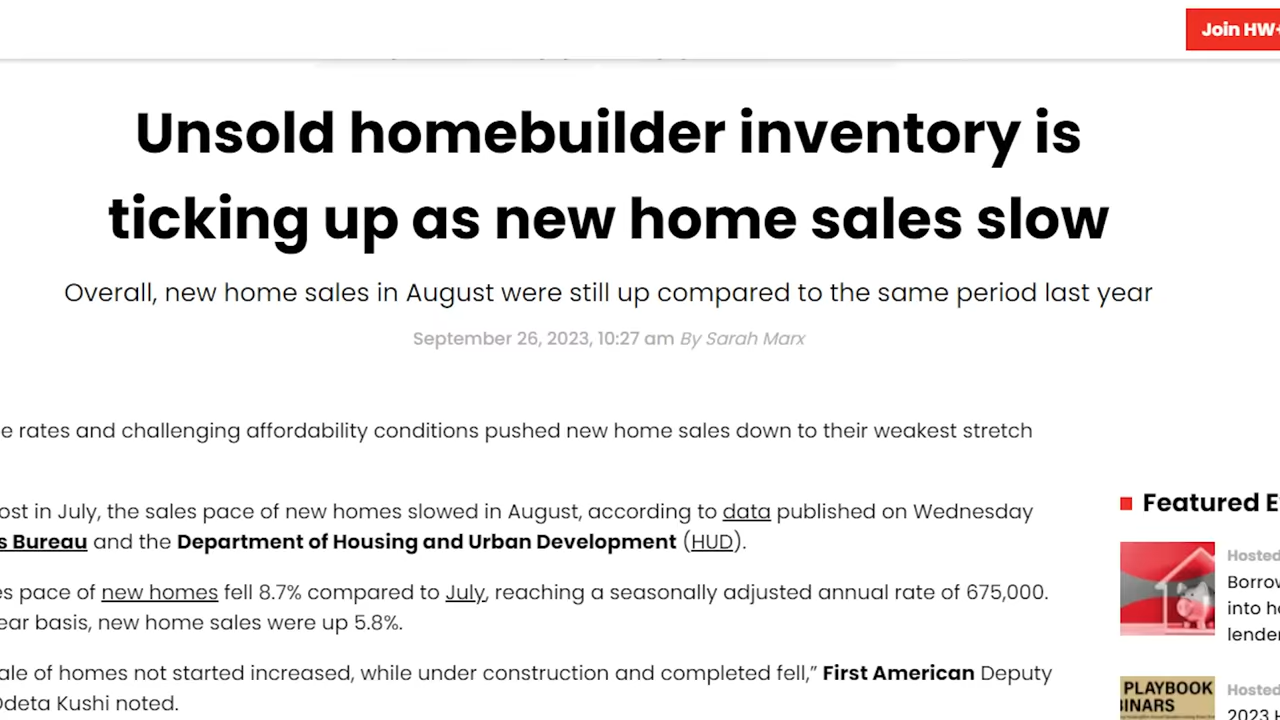 Join HW+
Unsold homebuilder inventory is
ticking up as new home sales slow
Overall, new home sales in August were still up compared to the same period last year
September 26, 2023, 10:27 am By Sarah Marx
e rates and challenging affordability conditions pushed new home sales down to their weakest stretch
ost in July, the sales pace of new homes slowed in August, according to data published on Wednesday
s Bureau and the Department of Housing and Urban Development (HUD).
es pace of new homes fell 8.7% compared to July, reaching a seasonally adjusted annual rate of 675,000.
ear basis, new home sales were up 5.8%.
ale of homes not started increased, while under construction and completed fell,” First American Deputy
Odeta Kushi noted.
Featured E
Hosted
Borrow
into ho
lender
PLAYBOOK
INARS
Hosted
2023 H